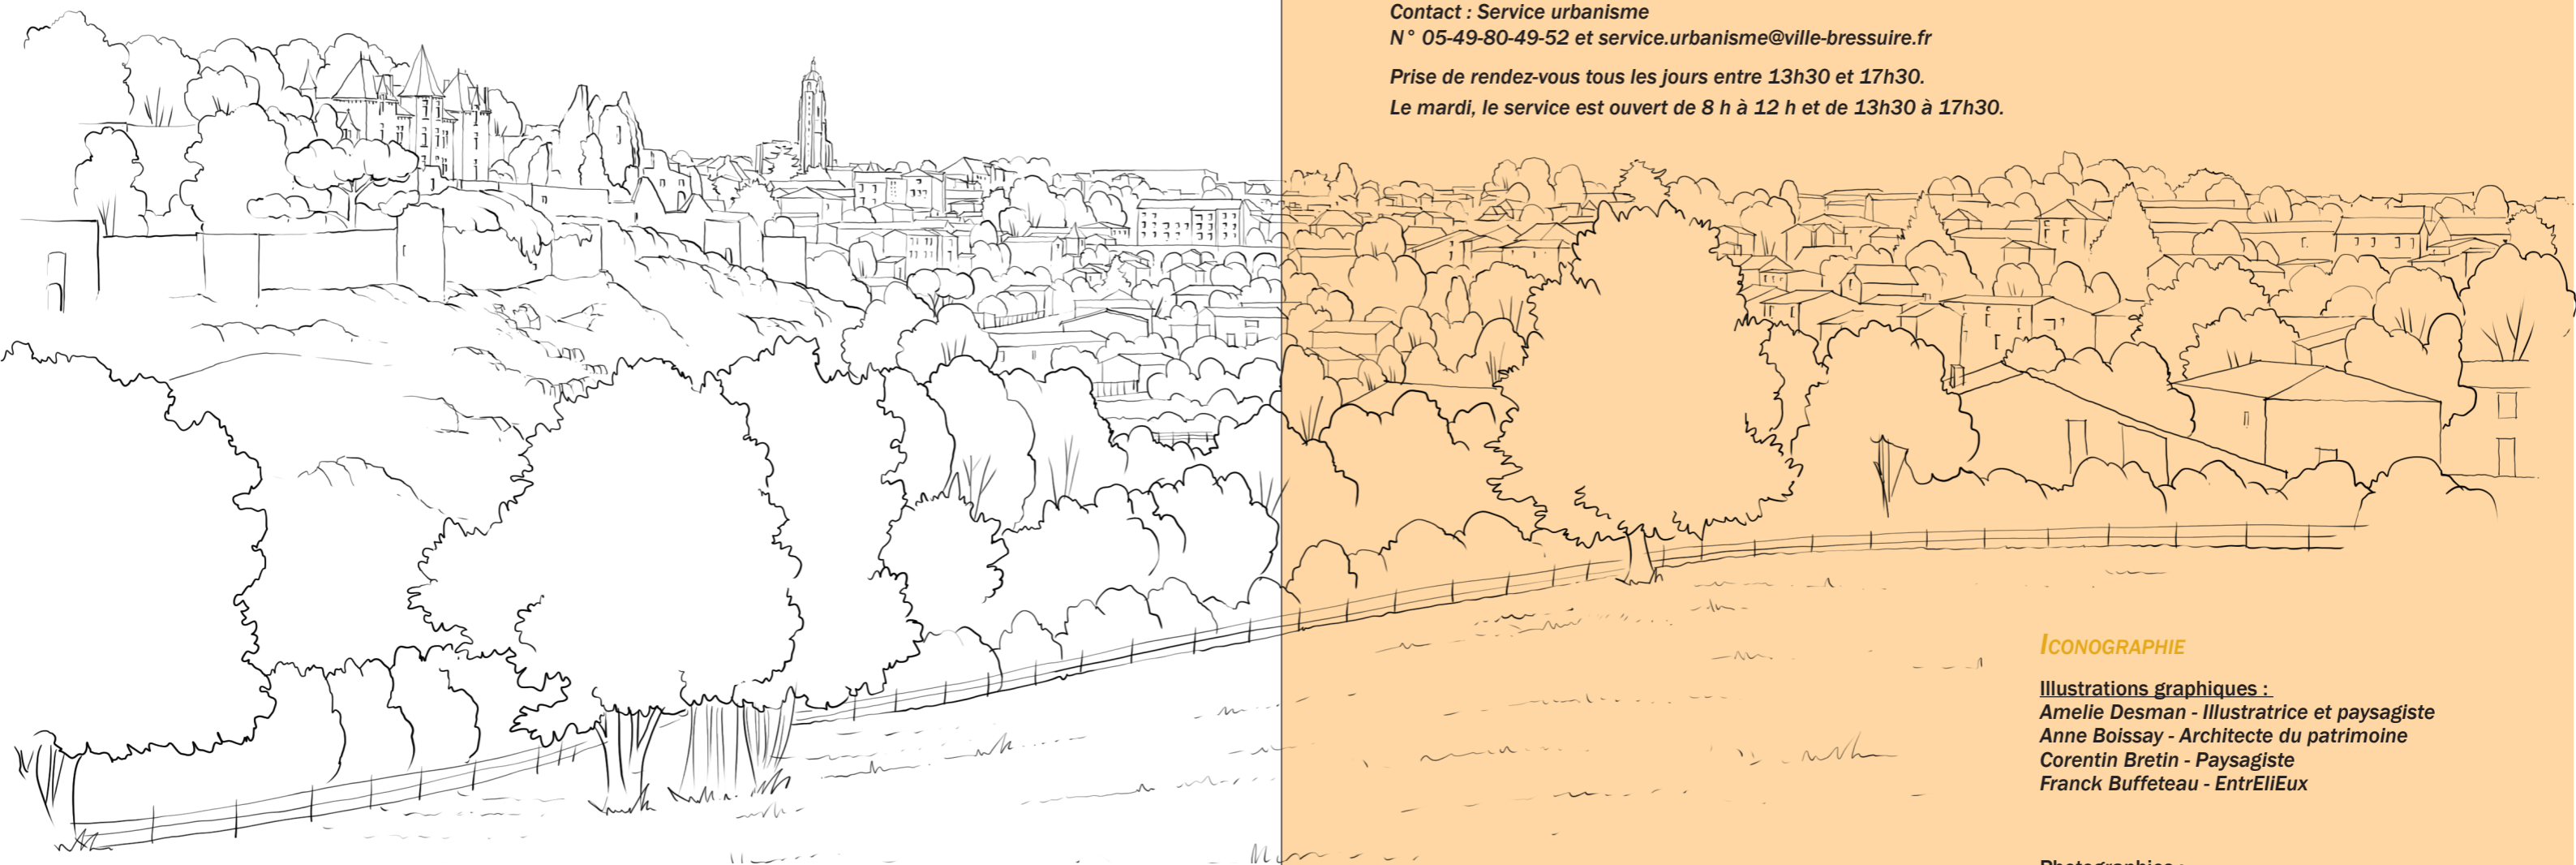 Contact : Service urbanisme
N° 05-49-80-49-52 et service.urbanisme@ville-bressuire.fr
Prise de rendez-vous tous les jours entre 13h30 et 17h30.
Le mardi, le service est ouvert de 8 h à 12 h et de 13h30 à 17h30.
Iconographie
Illustrations graphiques :
Amelie Desman - Illustratrice et paysagiste
Anne Boissay - Architecte du patrimoine
Corentin Bretin - Paysagiste
Franck Buffeteau - EntrEliEux
Photographies :